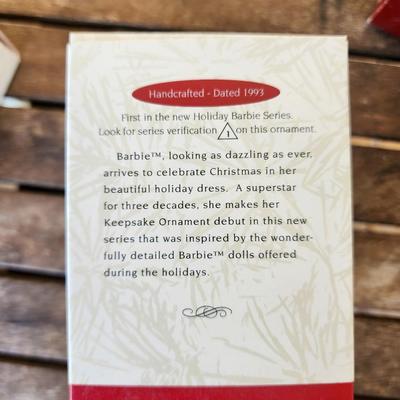 Handcrafted - Dated 1993
First in the new Holiday Barbie Series.
Look for series verification 1 on this ornament.
Barbie™, looking as dazzling as ever,
arrives to celebrate Christmas in her
beautiful holiday dress. A superstar
for three decades, she makes her
Keepsake Ornament debut in this new
series that was inspired by the wonder-
fully detailed Barbie™ dolls offered
during the holidays.